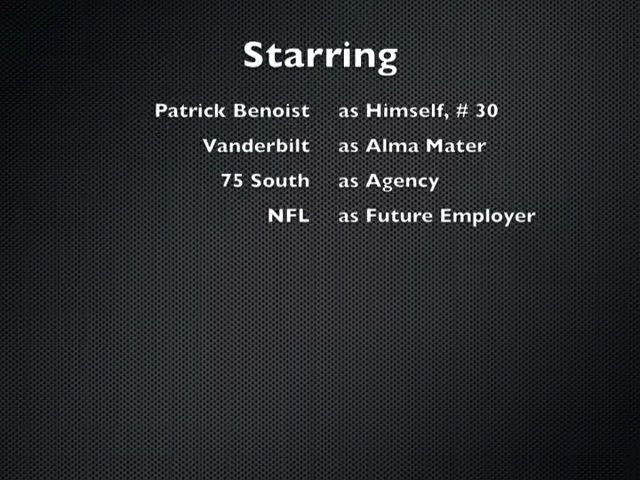 Starring
Patrick Benoist as Himself, # 30
Vanderbilt as Alma Mater
75 South as Agency
NFL as Future Employer